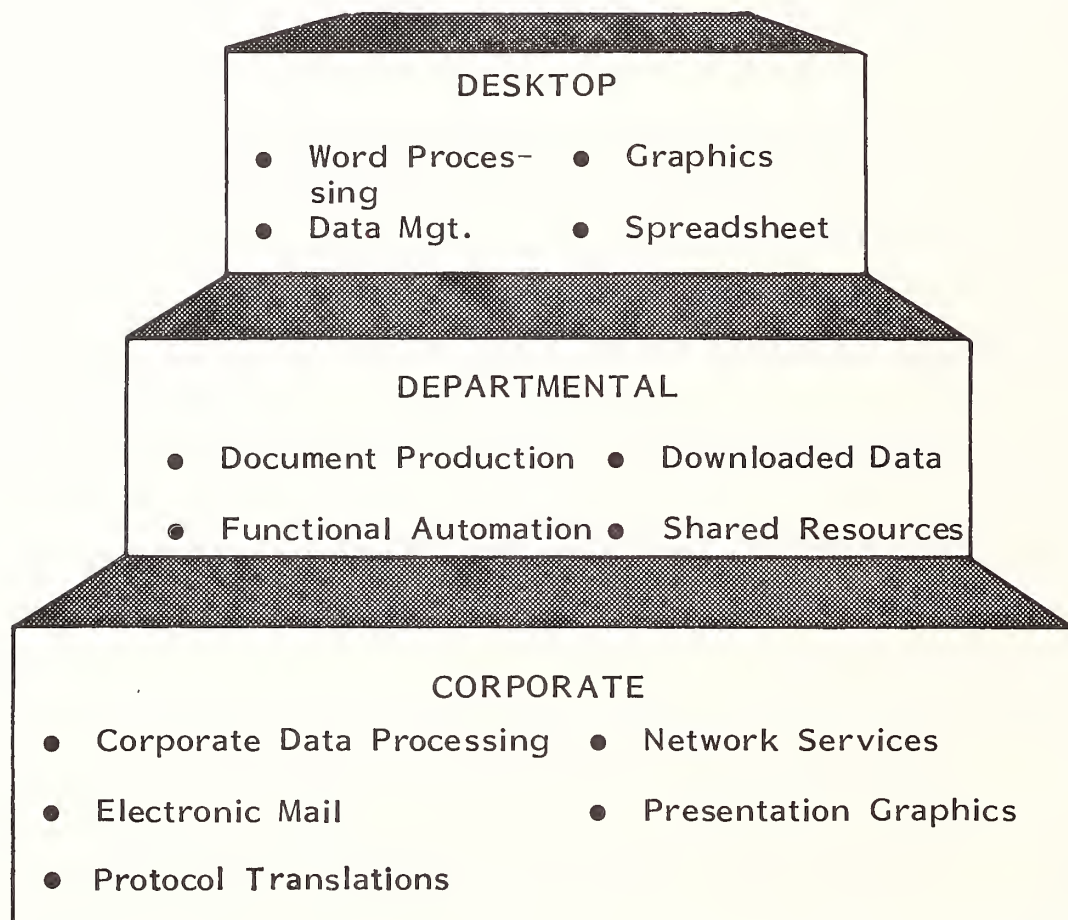 DESKTOP
• Word Proces-
sing
• Graphics
• Data Mgt.
• Spreadsheet
DEPARTMENTAL
• Document Production
• Downloaded Data
• Functional Automation
• Shared Resources
CORPORATE
• Corporate Data Processing
• Network Services
• Electronic Mail
• Presentation Graphics
• Protocol Translations